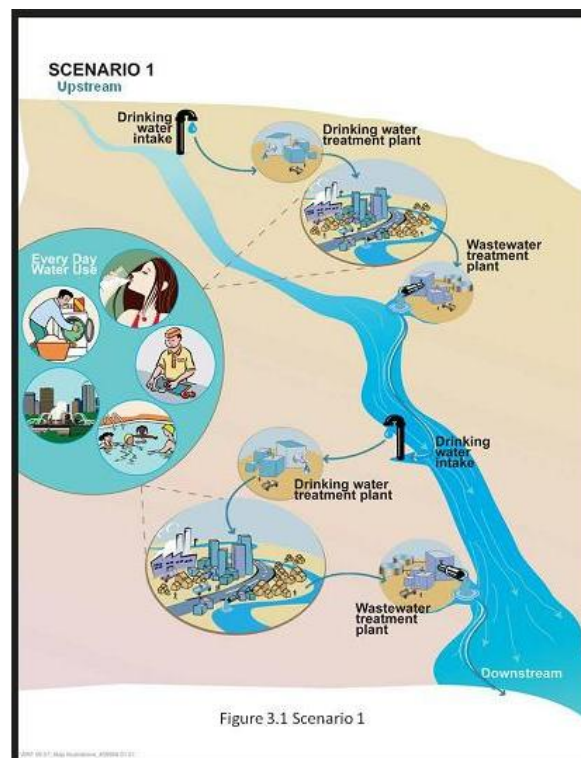 SCENARIO 1
Upstream
Drinking
water
intake
Drinking water
treatment plant
Every Day
Water Use
Wastewater
treatment
plant
Drinking
water
intake
Drinking water
treatment plant
Wastewater
treatment
plant
Downstream
Figure 3.1 Scenario 1